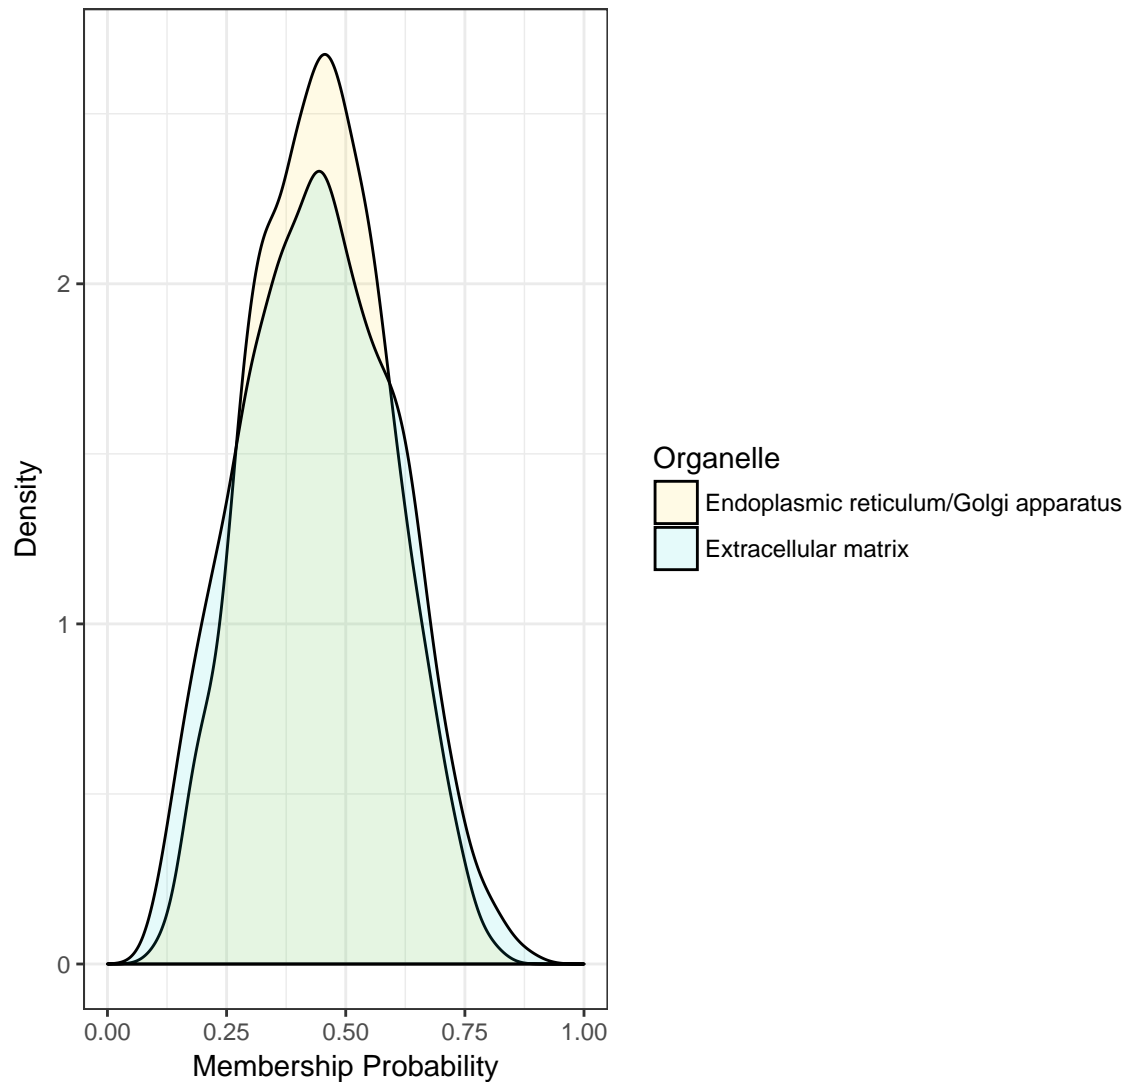 2
1
0
Density
0.00 0.25 0.50 0.75 1.00
Membership Probability
Organelle
Endoplasmic reticulum/Golgi apparatus
Extracellular matrix